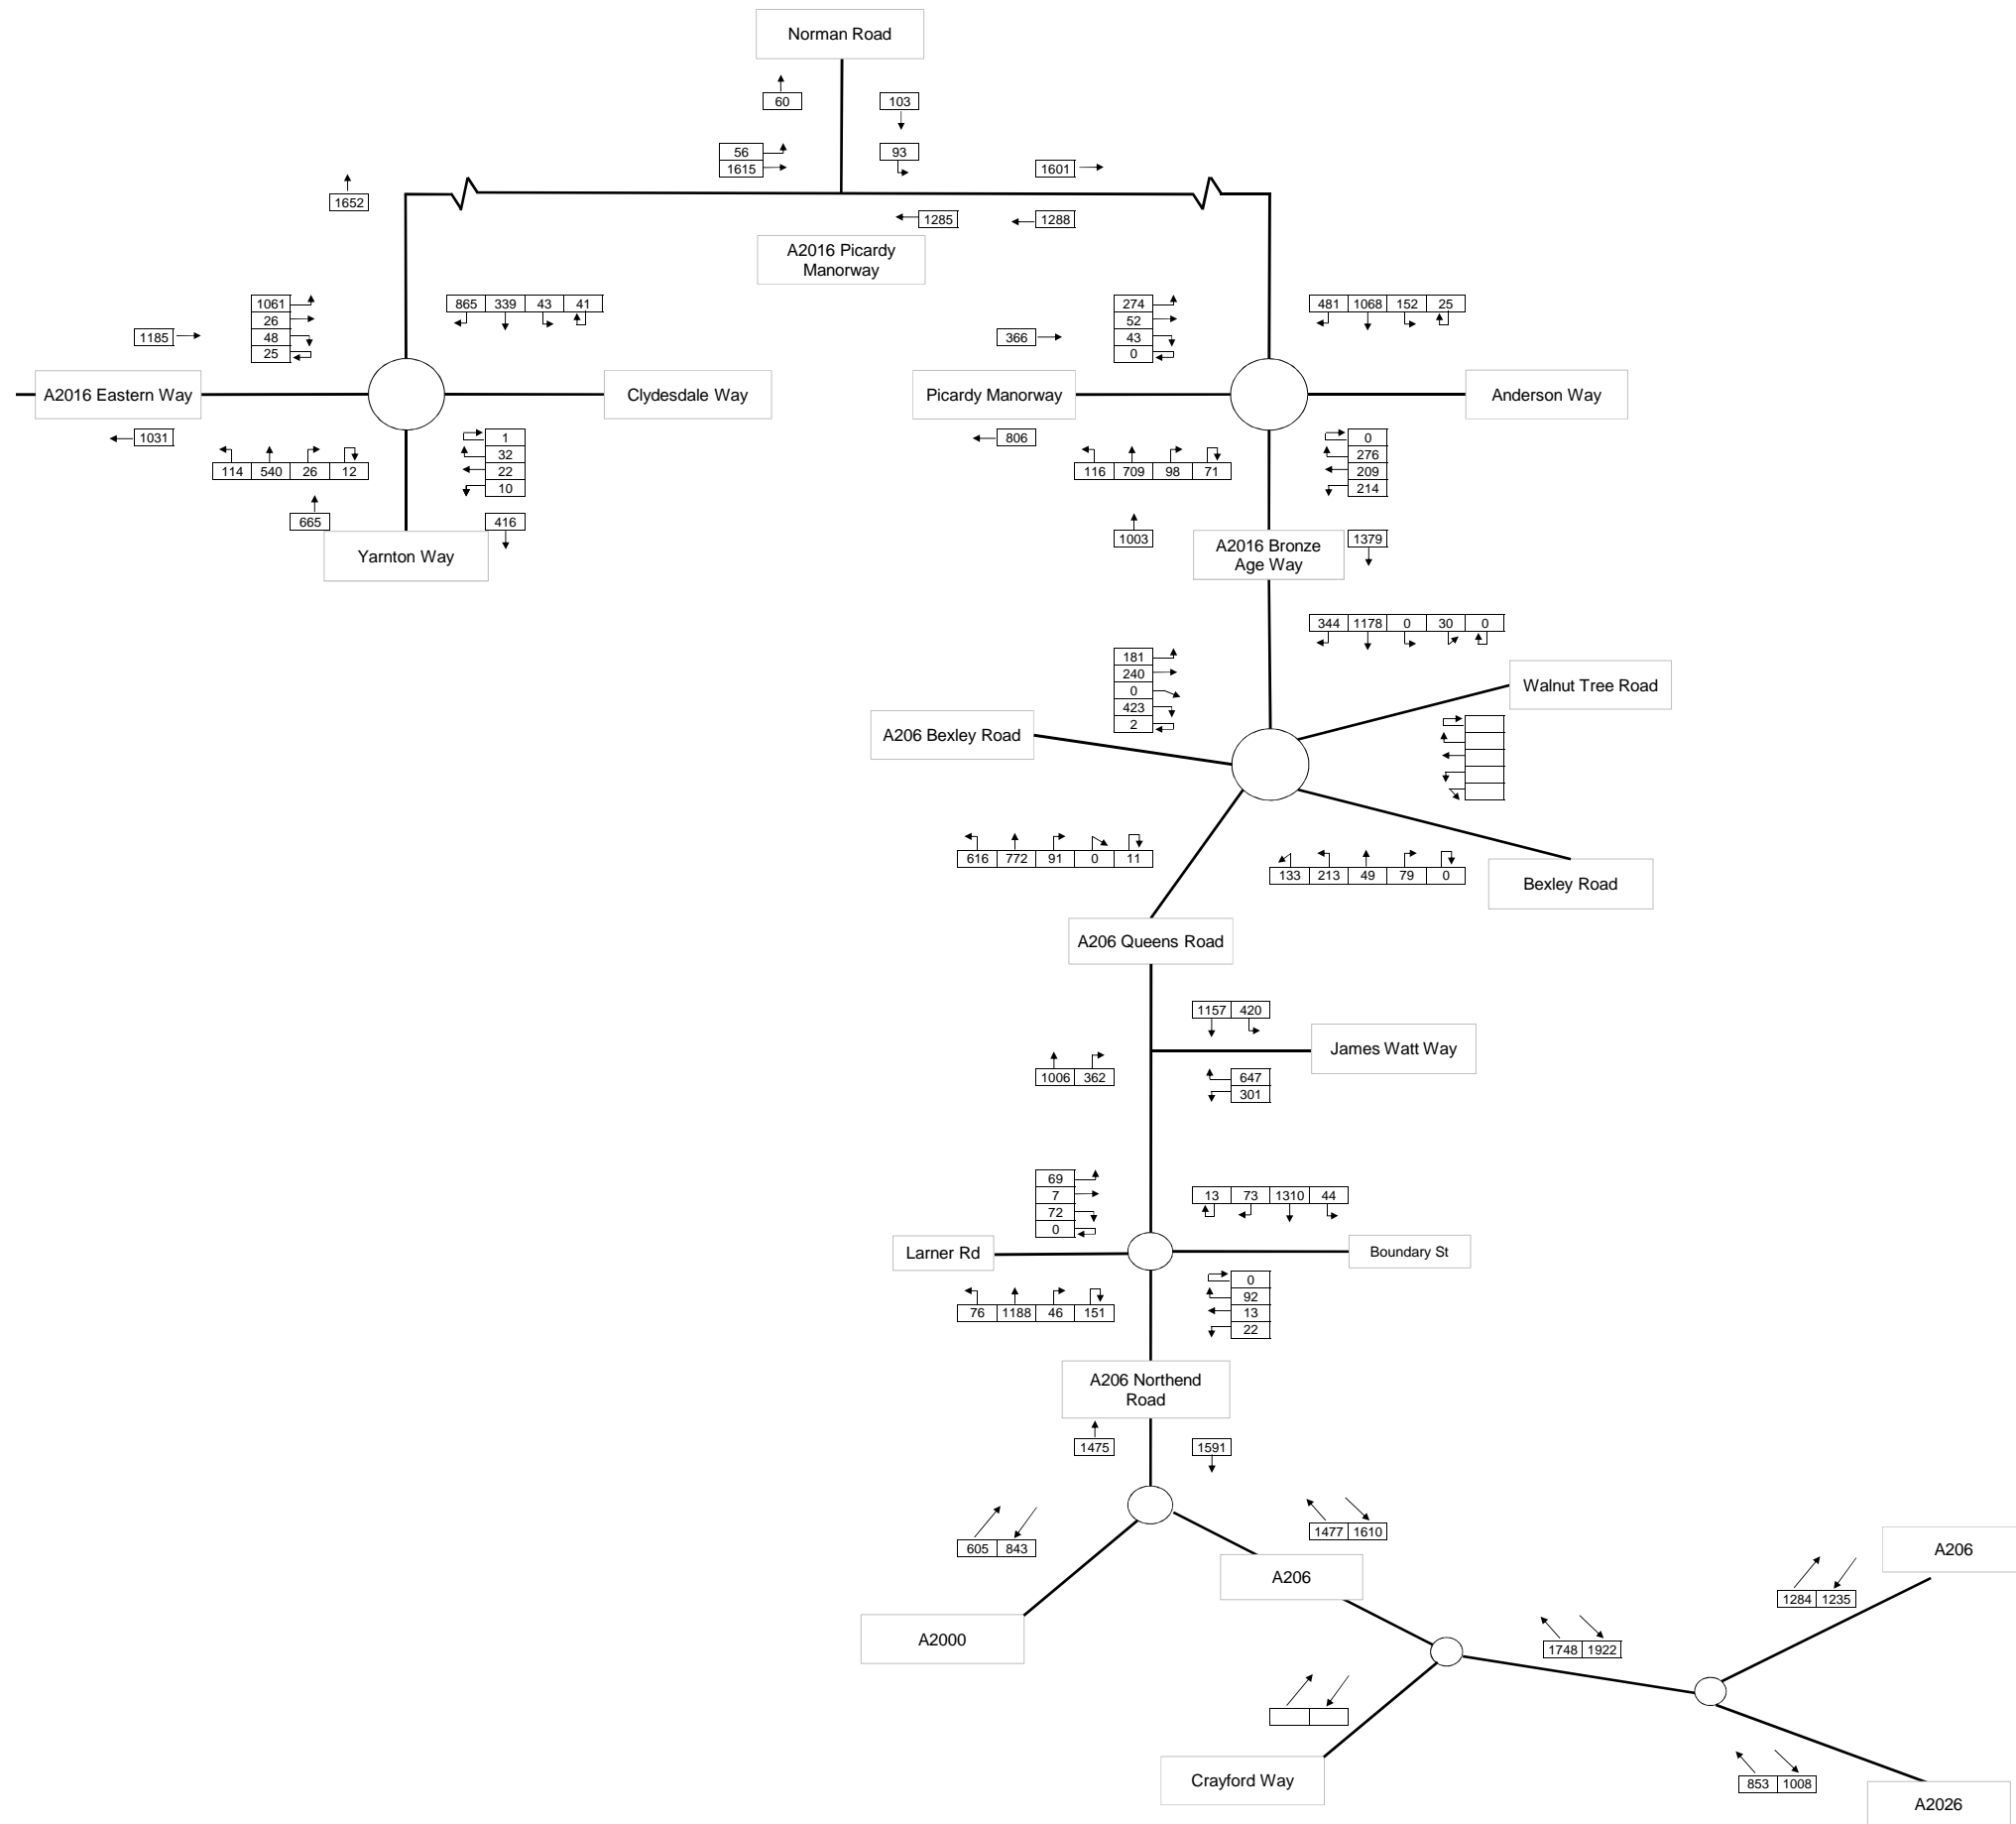 Norman Road
60
103
56
93
1615
1601
1652
1285
1288
A2016 Picardy
Manorway
1061
26
48
25
865 339 43 41
1185
274
52
43
0
481 1068 152 25
366
A2016 Eastern Way
Clydesdale Way
Picardy Manorway
Anderson Way
1031
1
32
22
10
114 540 26 12
806
0
276
209
214
116 709 98 71
665
416
Yarnton Way
1003
A2016 Bronze
Age Way
1379
344 1178 0 30 0
181
240
0
423
2
Walnut Tree Road
A206 Bexley Road
616 772 91 0 11
133 213 49 79 0
Bexley Road
A206 Queens Road
1157 420
James Watt Way
1006 362
647
301
69
7
72
0
13 73 1310 44
Larner Rd
Boundary St
0
92
13
22
76 1188 46 151
A206 Northend
Road
1475
1591
605 843
1477 1610
A206
A206
1284 1235
A2000
1748 1922
Crayford Way
853 1008
A2026